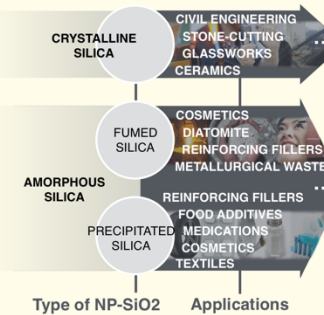 CIVIL ENGINEERING
STONE-CUTTING
GLASSWORKS
CERAMICS
CRYSTALLINE
SILICA
...
COSMETICS
DIATOMITE
REINFORCING FILLERS
METALLURGICAL WASTE
FUMED
SILICA
AMORPHOUS
SILICA
...
REINFORCING FILLERS
FOOD ADDITIVES
MEDICATIONS
COSMETICS
TEXTILES
PRECIPITATED
SILICA
Type of NP-SiO2
Applications